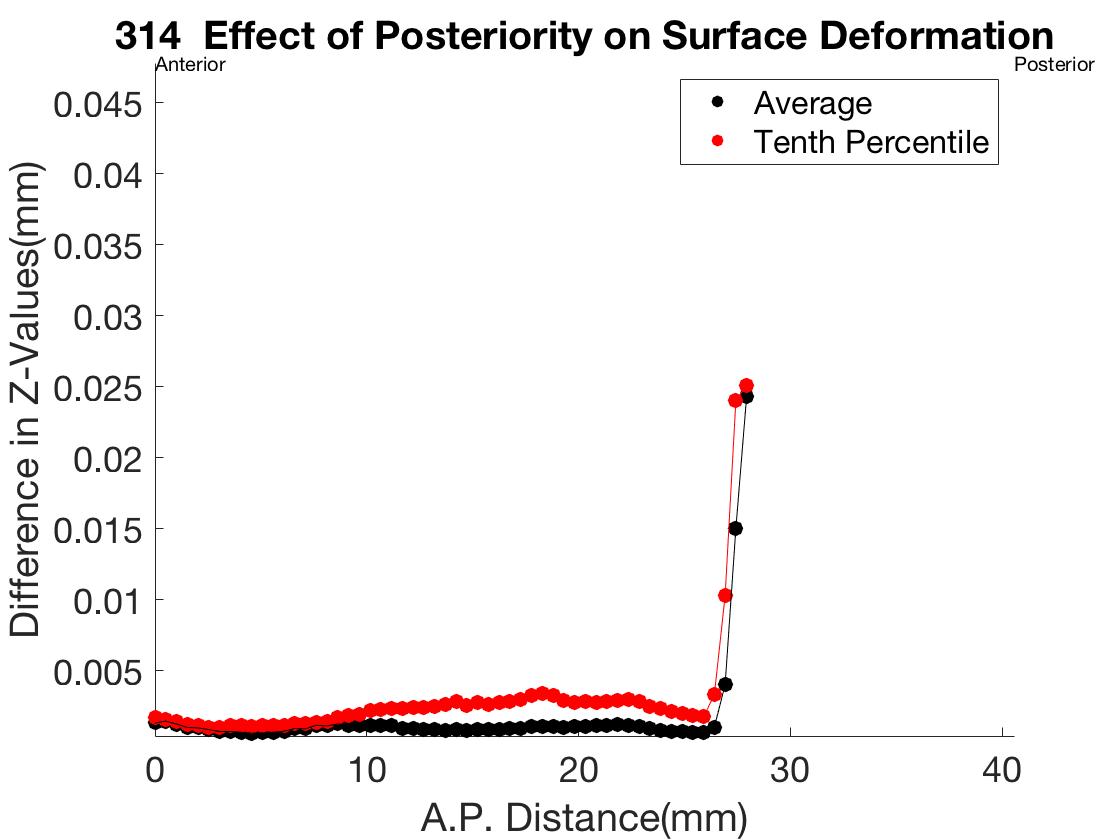 314  Effect of Posteriority on Surface Deformation
Anterior
Posterior
Average
Tenth Percentile
Difference in Z-Values(mm)
0.045
0.04
0.035
0.03
0.025
0.02
0.015
0.01
0.005
0
10
20
30
40
A.P. Distance(mm)